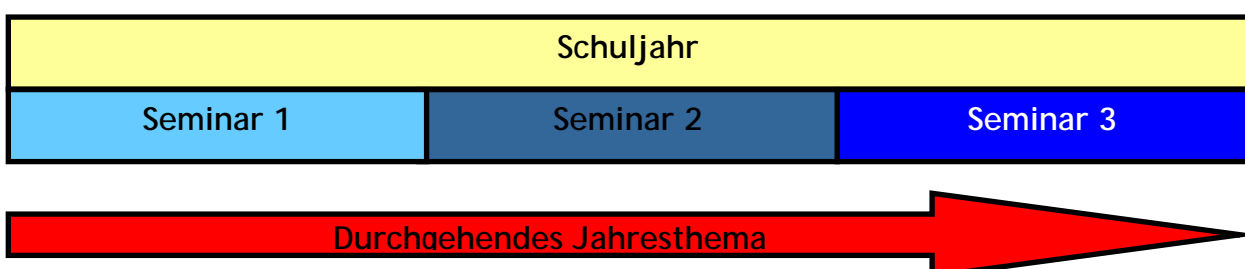 Schuljahr
Seminar 1 Seminar 2 Seminar 3
Durchgehendes Jahresthema